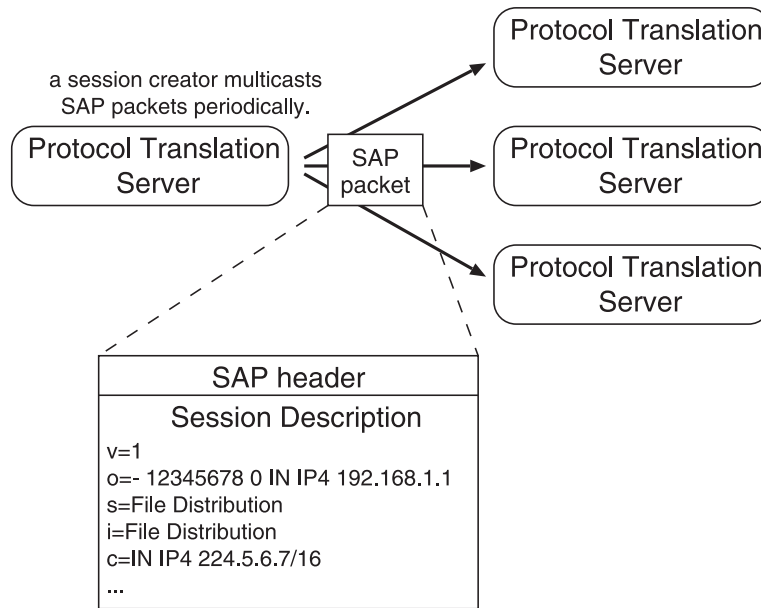 a session creator multicasts
SAP packets periodically.
Protocol Translation
Server
SAP
packet
Protocol Translation
Server
Protocol Translation
Server
Protocol Translation
Server
SAP header
Session Description
v=1
o=- 12345678 0 IN IP4 192.168.1.1
s=File Distribution
i=File Distribution
c=IN IP4 224.5.6.7/16
...